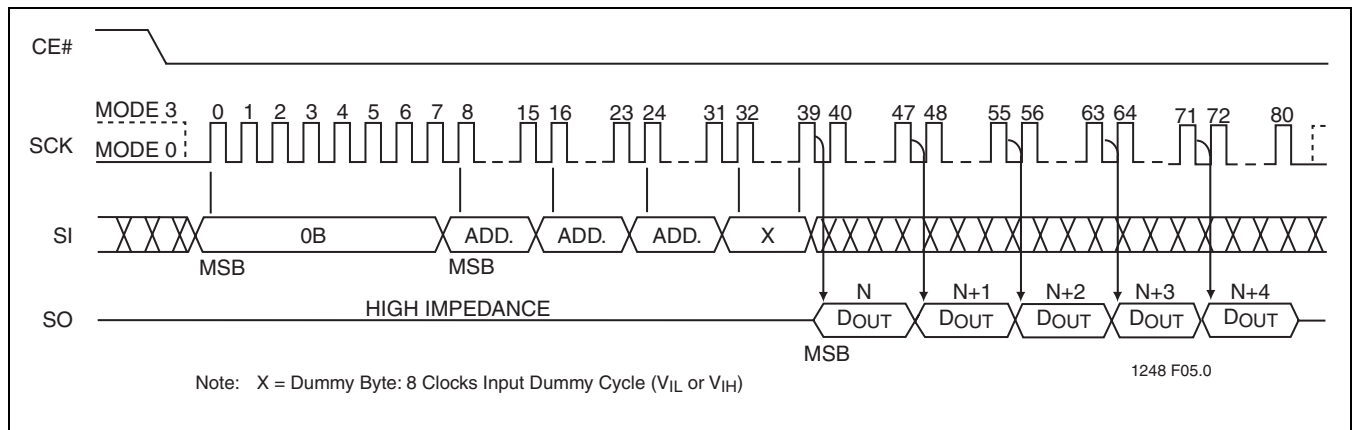 CE#
MODE 3
0 1 2 3 4 5 6 7 8 15 16 23 24 31 32 39 40 47 48 55 56 63 64 71 72 80
SCK
MODE 0
SI
0B ADD. ADD. ADD. X
MSB MSB
HIGH IMPEDANCE
N N+1 N+2 N+3 N+4
SO
DOUT DOUT DOUT DOUT DOUT
MSB
1248 F05.0
Note: X = Dummy Byte: 8 Clocks Input Dummy Cycle (VIL or VIH)